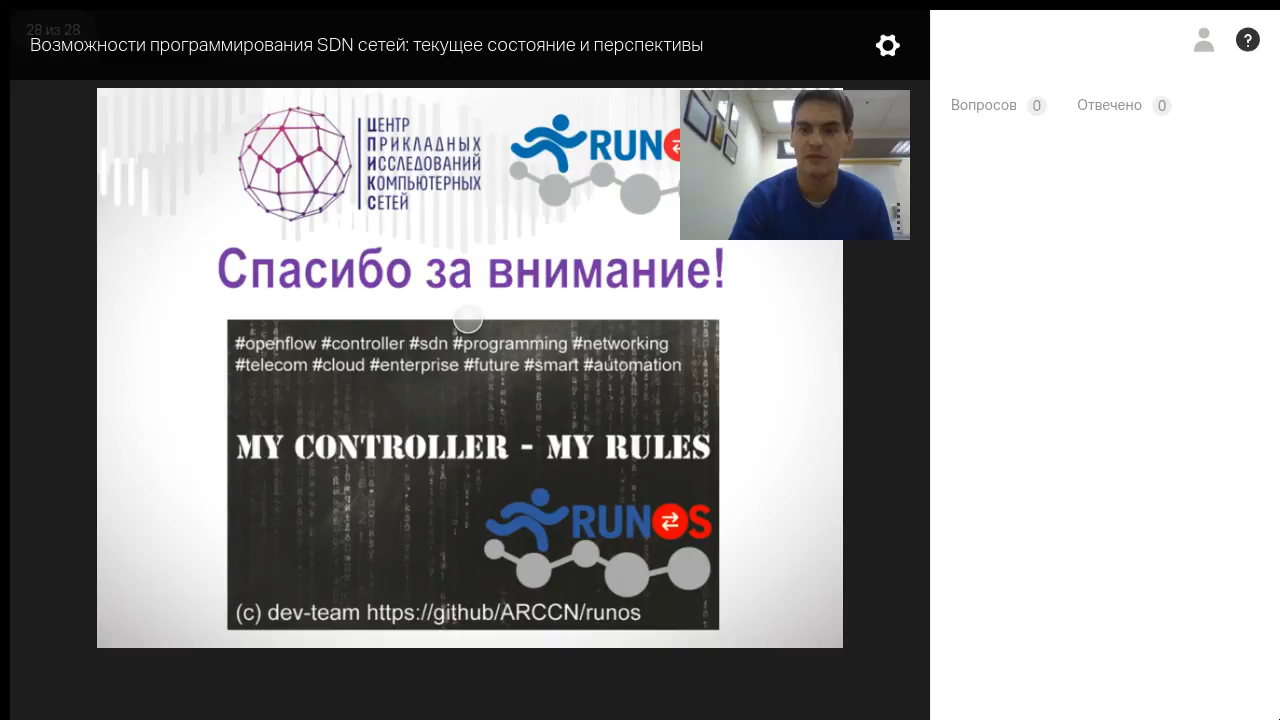 28 из 28
Возможности программирования SDN сетей: текущее состояние и перспективы
Вопросов 0 Отвечено 0
ЦЕНТР
ПРИКЛАДНЫХ
ИССЛЕДОВАНИЙ
КОМПЬЮТЕРНЫХ
СЕТЕЙ
RUN
Спасибо за внимание!
#openflow #controller #sdn #programming #networking
#telecom #cloud #enterprise #future #smart #automation
MY CONTROLLER - MY RULES
RUNOS
(c) dev-team https://github/ARCCN/runos